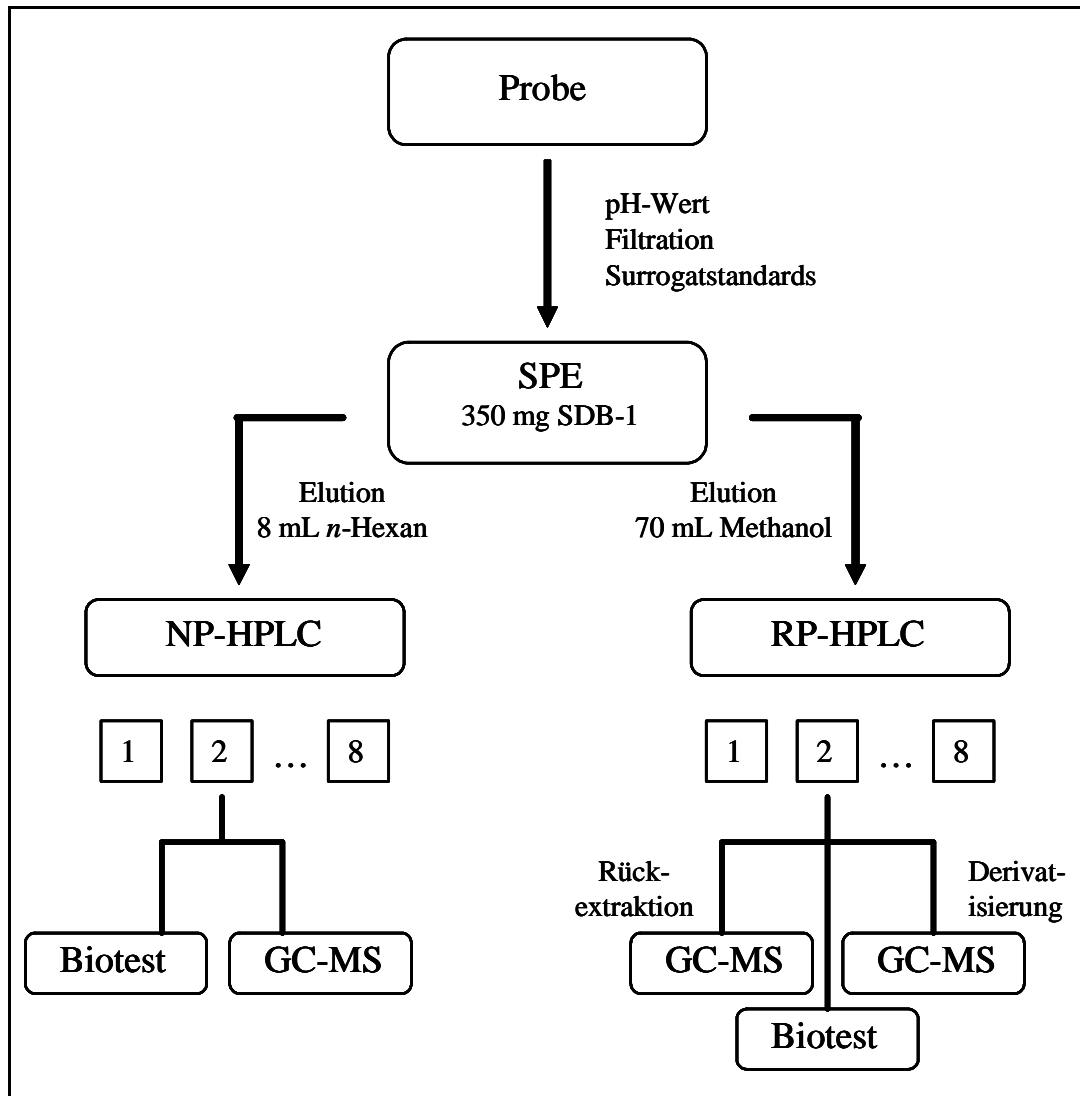 Probe
pH-Wert
Filtration
Surrogatstandards
SPE
350 mg SDB-1
Elution
8 mL n-Hexan
Elution
70 mL Methanol
NP-HPLC
RP-HPLC
1 2 ... 8
1 2 ... 8
Rück-
extraktion
Derivat-
isierung
Biotest
GC-MS
GC-MS
GC-MS
Biotest